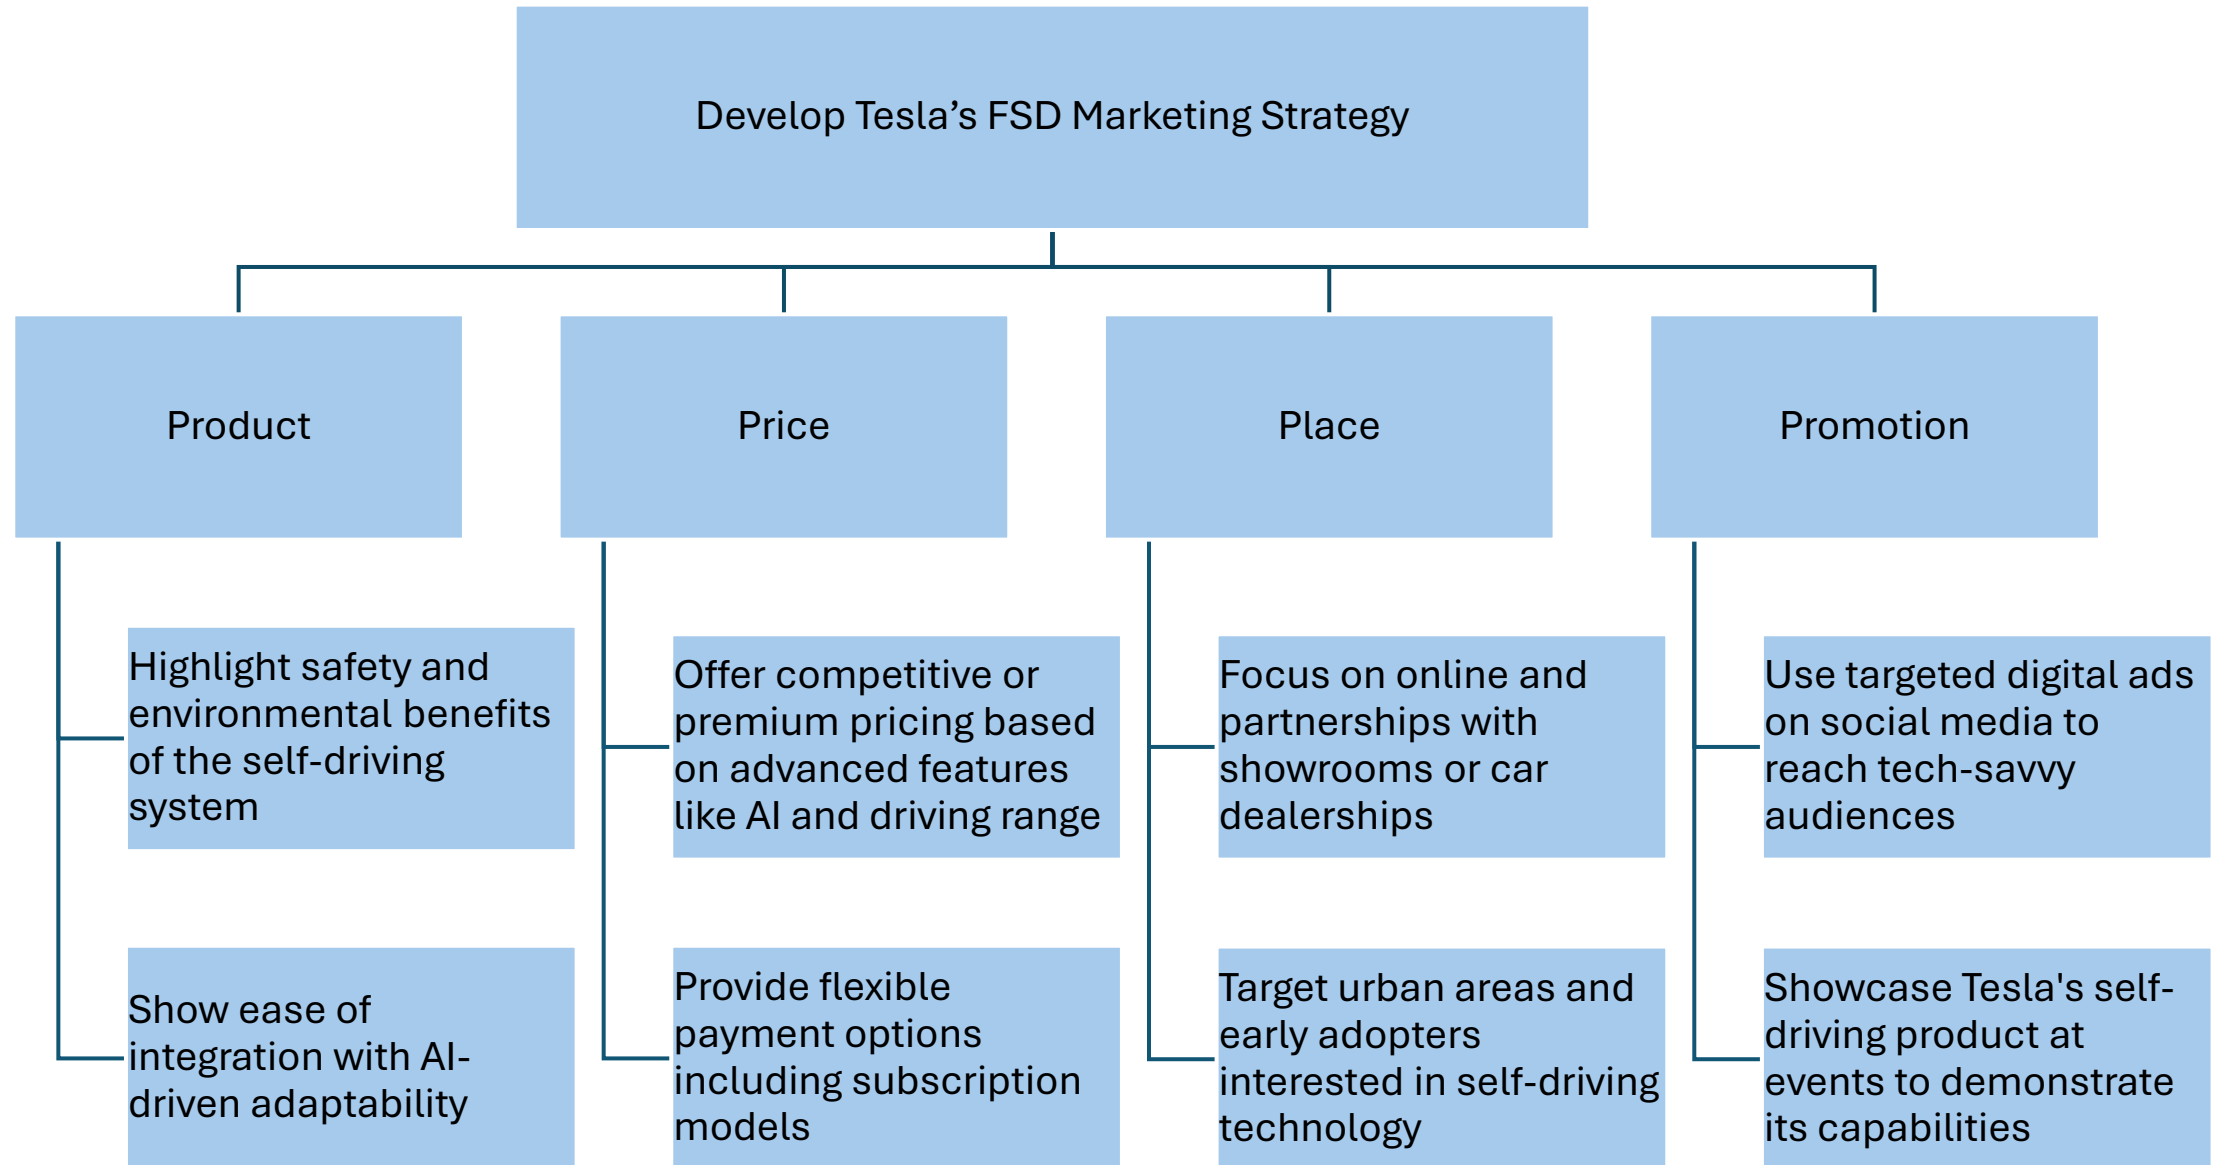 Develop Tesla’s FSD Marketing Strategy
Product
Price
Place
Promotion
Highlight safety and
environmental benefits
of the self-driving
system
Show ease of
integration with AI-
driven adaptability
Offer competitive or
premium pricing based
on advanced features
like AI and driving range
Provide flexible
payment options
including subscription
models
Focus on online and
partnerships with
showrooms or car
dealerships
Target urban areas and
early adopters
interested in self-driving
technology
Use targeted digital ads
on social media to
reach tech-savvy
audiences
Showcase Tesla's self-
driving product at
events to demonstrate
its capabilities